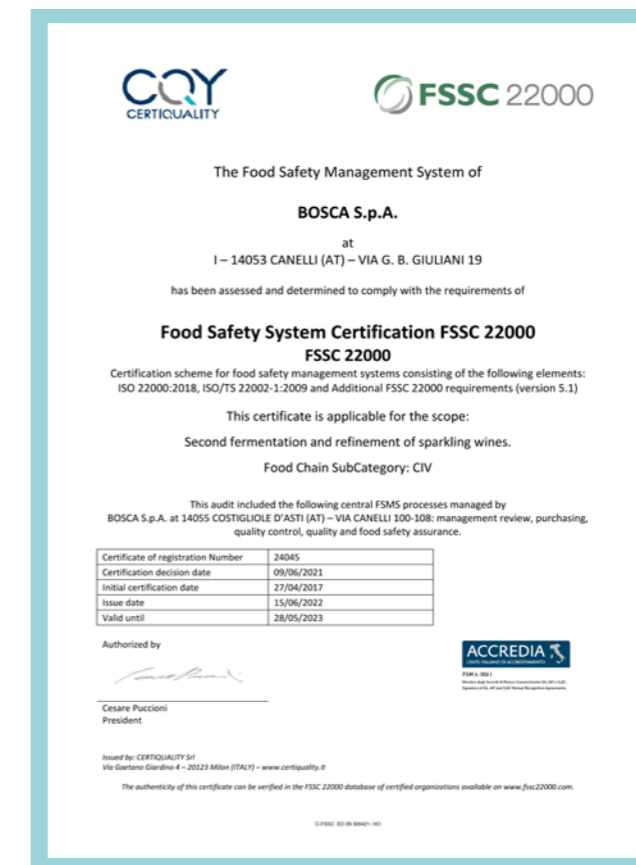 CQY
CERTIQUALITY
FSSC 22000
The Food Safety Management System of
BOSCA S.p.A.
at
I – 14053 CANELLI (AT) – VIA G. B. GIULIANI 19
has been assessed and determined to comply with the requirements of
Food Safety System Certification FSSC 22000
FSSC 22000
Certification scheme for food safety management systems consisting of the following elements:
ISO 22000:2018, ISO/TS 22002-1:2009 and Additional FSSC 22000 requirements (version 5.1)
This certificate is applicable for the scope:
Second fermentation and refinement of sparkling wines.
Food Chain SubCategory: CIV
This audit included the following central FSMS processes managed by
BOSCA S.p.A. at 14055 COSTIGLIOLE D'ASTI (AT) – VIA CANELLI 100-108: management review, purchasing,
quality control, quality and food safety assurance.
Certificate of registration Number 24045
Certification decision date 09/06/2021
Initial certification date 27/04/2017
Issue date 15/06/2022
Valid until 28/05/2023
Authorized by
ACCREDIA
L'ENTE ITALIANO DI ACCREDITAMENTO
Cesare Puccioni
President
Issued by: CERTIQUALITY Srl
Via Gaetano Giardino 4 – 20123 Milan (ITALY) – www.certiquality.it
The authenticity of this certificate can be verified in the FSSC 22000 database of certified organizations available on www.fssc22000.com.